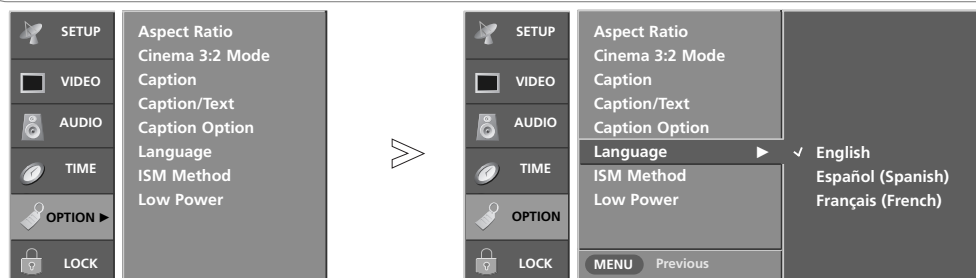 SETUP
VIDEO
AUDIO
TIME
OPTION ►
LOCK
Aspect Ratio
Cinema 3:2 Mode
Caption
Caption/Text
Caption Option
Language
ISM Method
Low Power
>
SETUP
VIDEO
AUDIO
TIME
OPTION
LOCK
Aspect Ratio
Cinema 3:2 Mode
Caption
Caption/Text
Caption Option
Language ►
ISM Method
Low Power
MENU Previous
✓ English
Español (Spanish)
Français (French)